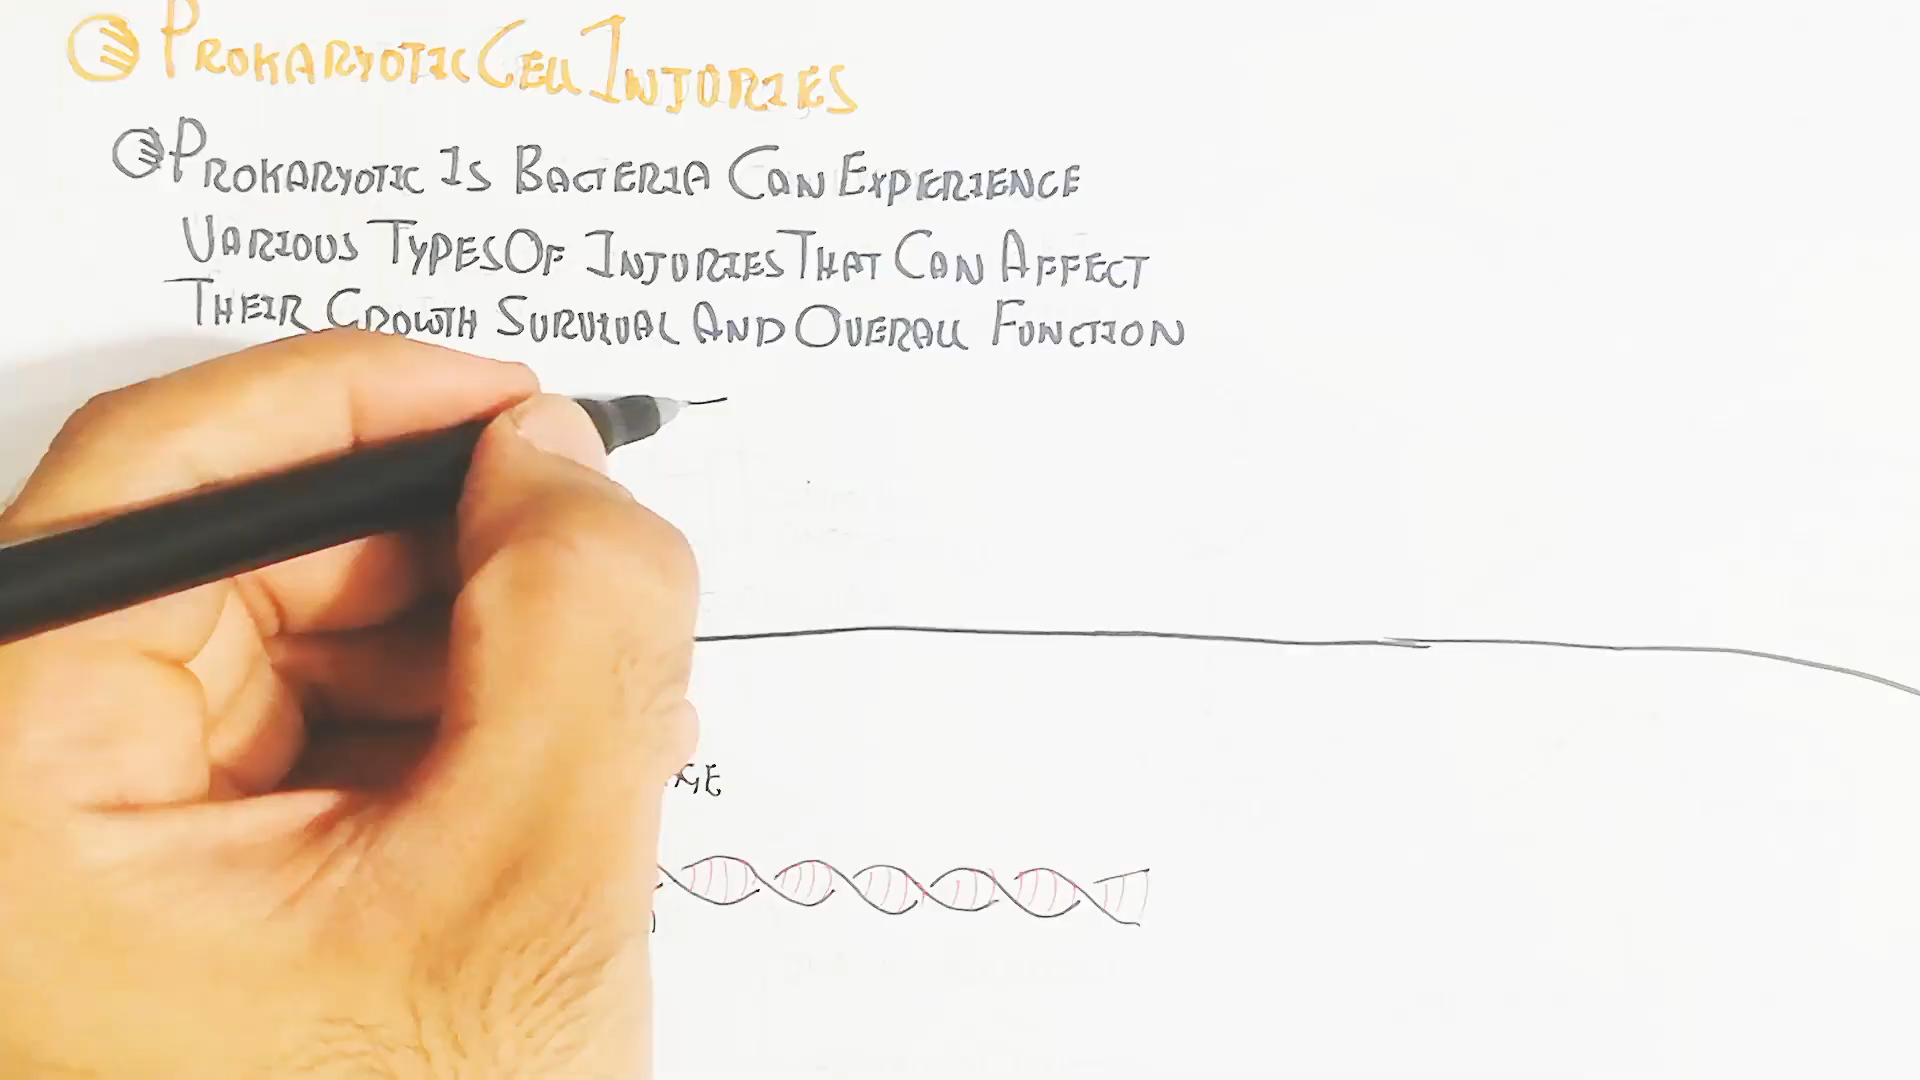 PROKARYOTIC CELL INJURIES
PROKARYOTIC IS BACTERIA CAN EXPERIENCE
VARIOUS TYPES OF INJURIES THAT CAN AFFECT
THEIR GROWTH SURVIVAL AND OVERALL FUNCTION